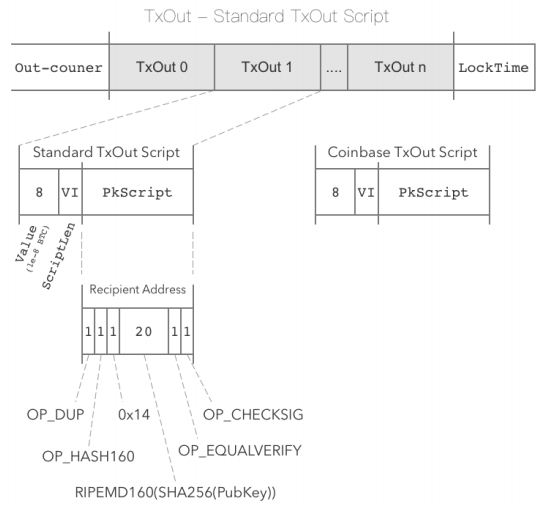 TxOut – Standard TxOut Script
Out-couner TxOut 0 TxOut 1 .... TxOut n LockTime
Standard TxOut Script
8 VI PkScript
Value
(1e-8 BTC)
ScriptLen
Coinbase TxOut Script
8 VI PkScript
Recipient Address
1 1 1 20 1 1
OP_DUP 0x14 OP_CHECKSIG
OP_HASH160 OP_EQUALVERIFY
RIPEMD160(SHA256(PubKey))